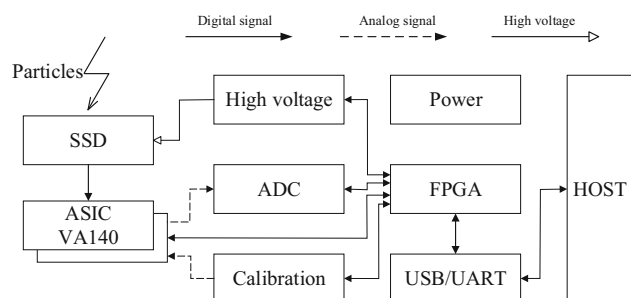 Digital signal
Analog signal
High voltage
Particles
High voltage
Power
SSD
ADC
FPGA
HOST
ASIC
VA140
Calibration
USB/UART